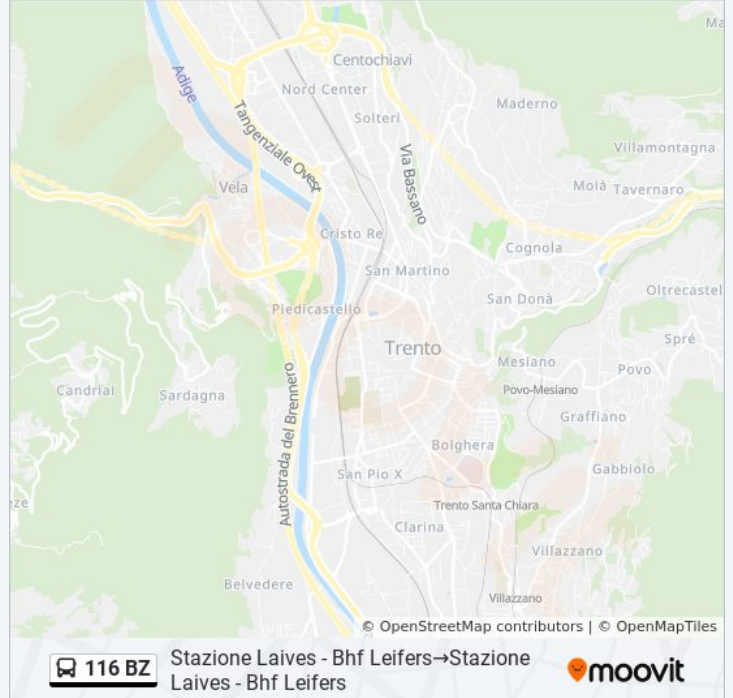 Ma
Centochiavi
Adige
Nord Center
Maderno
Solteri
Tangenziale Ovest
Via Bassano
Villamontagna
Vela
Moià
Tavernaro
Cristo Re
Cognola
San Martino
San Donà
Oltrecastel
Piedicastello
Trento
Spré
Mesiano
Povo
Candriai
Sardagna
Povo-Mesiano
Autostrada del Brennero
Graffiano
Bolghera
Gabbiolo
San Pio X
eze
Trento Santa Chiara
Clarina
Villazzano
Belvedere
Villazzano
© OpenStreetMap contributors | © OpenMapTiles
116 BZ
Stazione Laives - Bhf Leifers→Stazione
Laives - Bhf Leifers
moovit